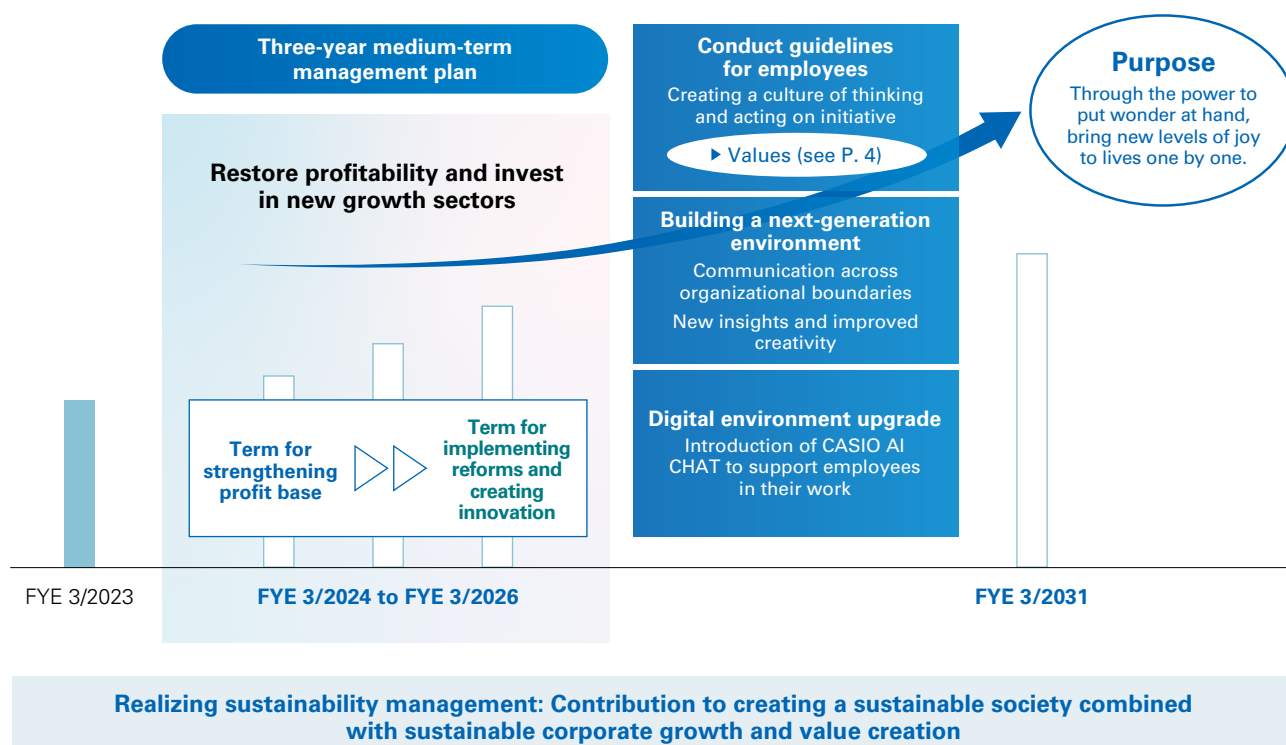 Three-year medium-term
management plan
Restore profitability and invest
in new growth sectors
Term for
strengthening
profit base
Term for
implementing
reforms and
creating
innovation
Conduct guidelines
for employees
Creating a culture of thinking
and acting on initiative
Values (see P. 4)
Building a next-generation
environment
Communication across
organizational boundaries
New insights and improved
creativity
Digital environment upgrade
Introduction of CASIO AI
CHAT to support employees
in their work
Purpose
Through the power to
put wonder at hand,
bring new levels of joy
to lives one by one.
FYE 3/2023
FYE 3/2024 to FYE 3/2026
FYE 3/2031
Realizing sustainability management: Contribution to creating a sustainable society combined
with sustainable corporate growth and value creation